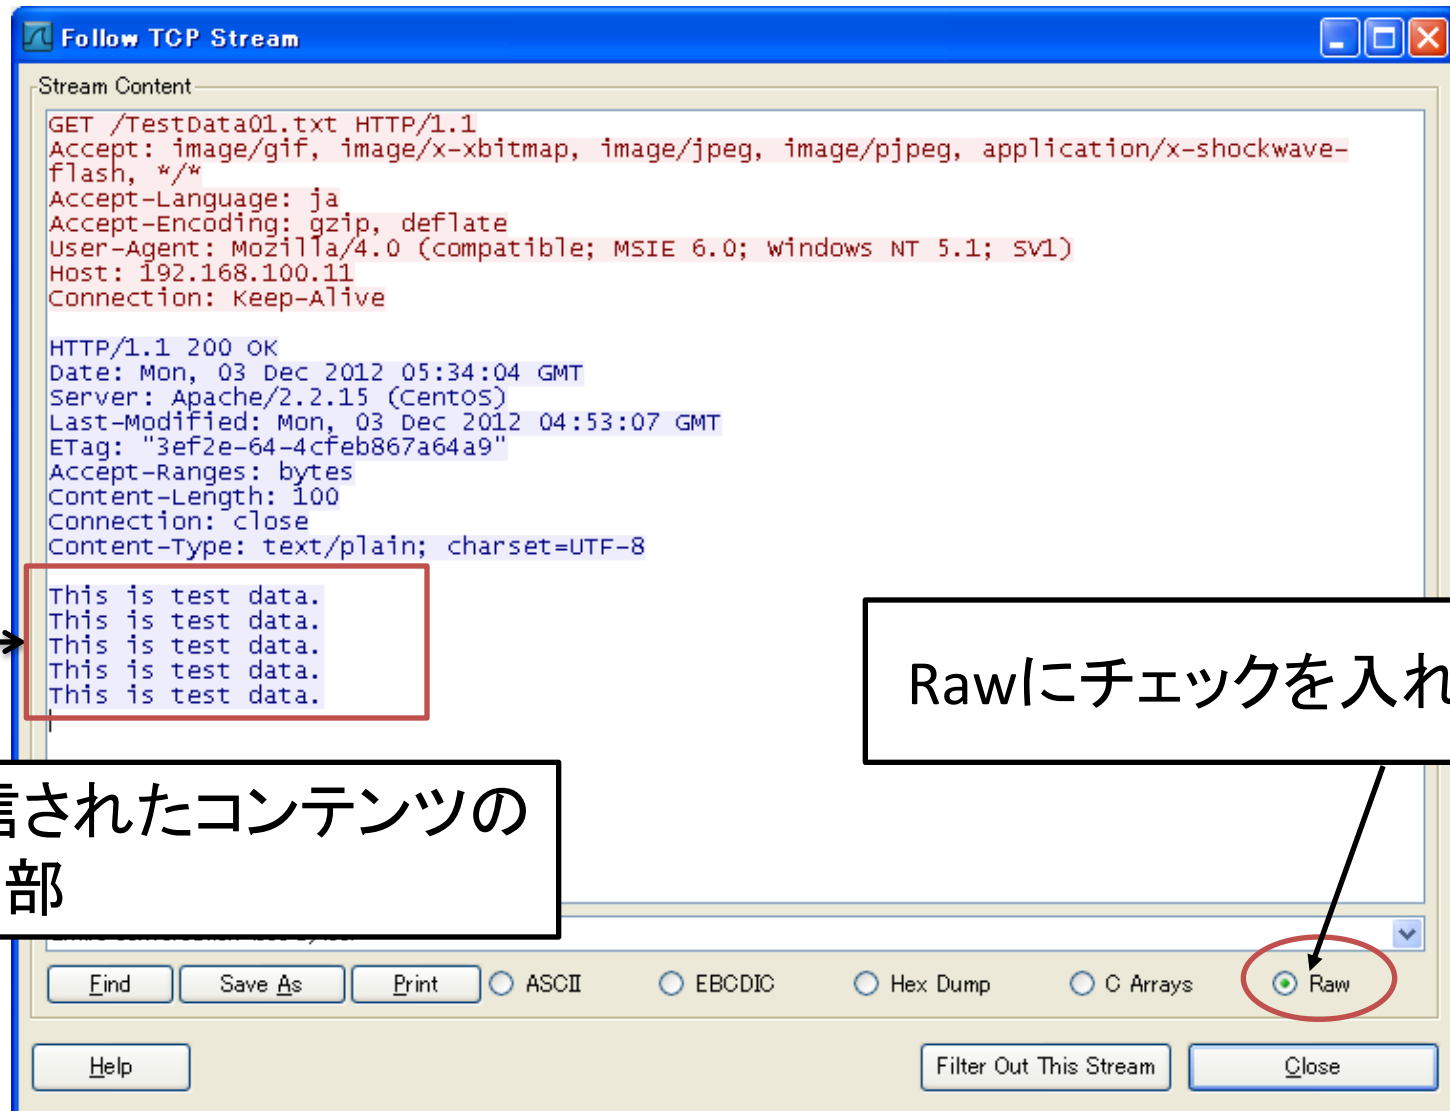 Follow TCP Stream
Stream Content
GET /TestData01.txt HTTP/1.1
Accept: image/gif, image/x-xbitmap, image/jpeg, image/pjpeg, application/x-shockwave-
flash, */*
Accept-Language: ja
Accept-Encoding: gzip, deflate
User-Agent: Mozilla/4.0 (compatible; MSIE 6.0; Windows NT 5.1; SV1)
Host: 192.168.100.11
Connection: Keep-Alive
HTTP/1.1 200 OK
Date: Mon, 03 Dec 2012 05:34:04 GMT
Server: Apache/2.2.15 (CentOS)
Last-Modified: Mon, 03 Dec 2012 04:53:07 GMT
ETag: "3ef2e-64-4cfeb867a64a9"
Accept-Ranges: bytes
Content-Length: 100
Connection: close
Content-Type: text/plain; charset=UTF-8
This is test data.
This is test data.
This is test data.
This is test data.
This is test data.
Rawにチェックを入れ
信されたコンテンツの
部
Find Save As Print ASCII EBCDIC Hex Dump C Arrays Raw
Help Filter Out This Stream Close